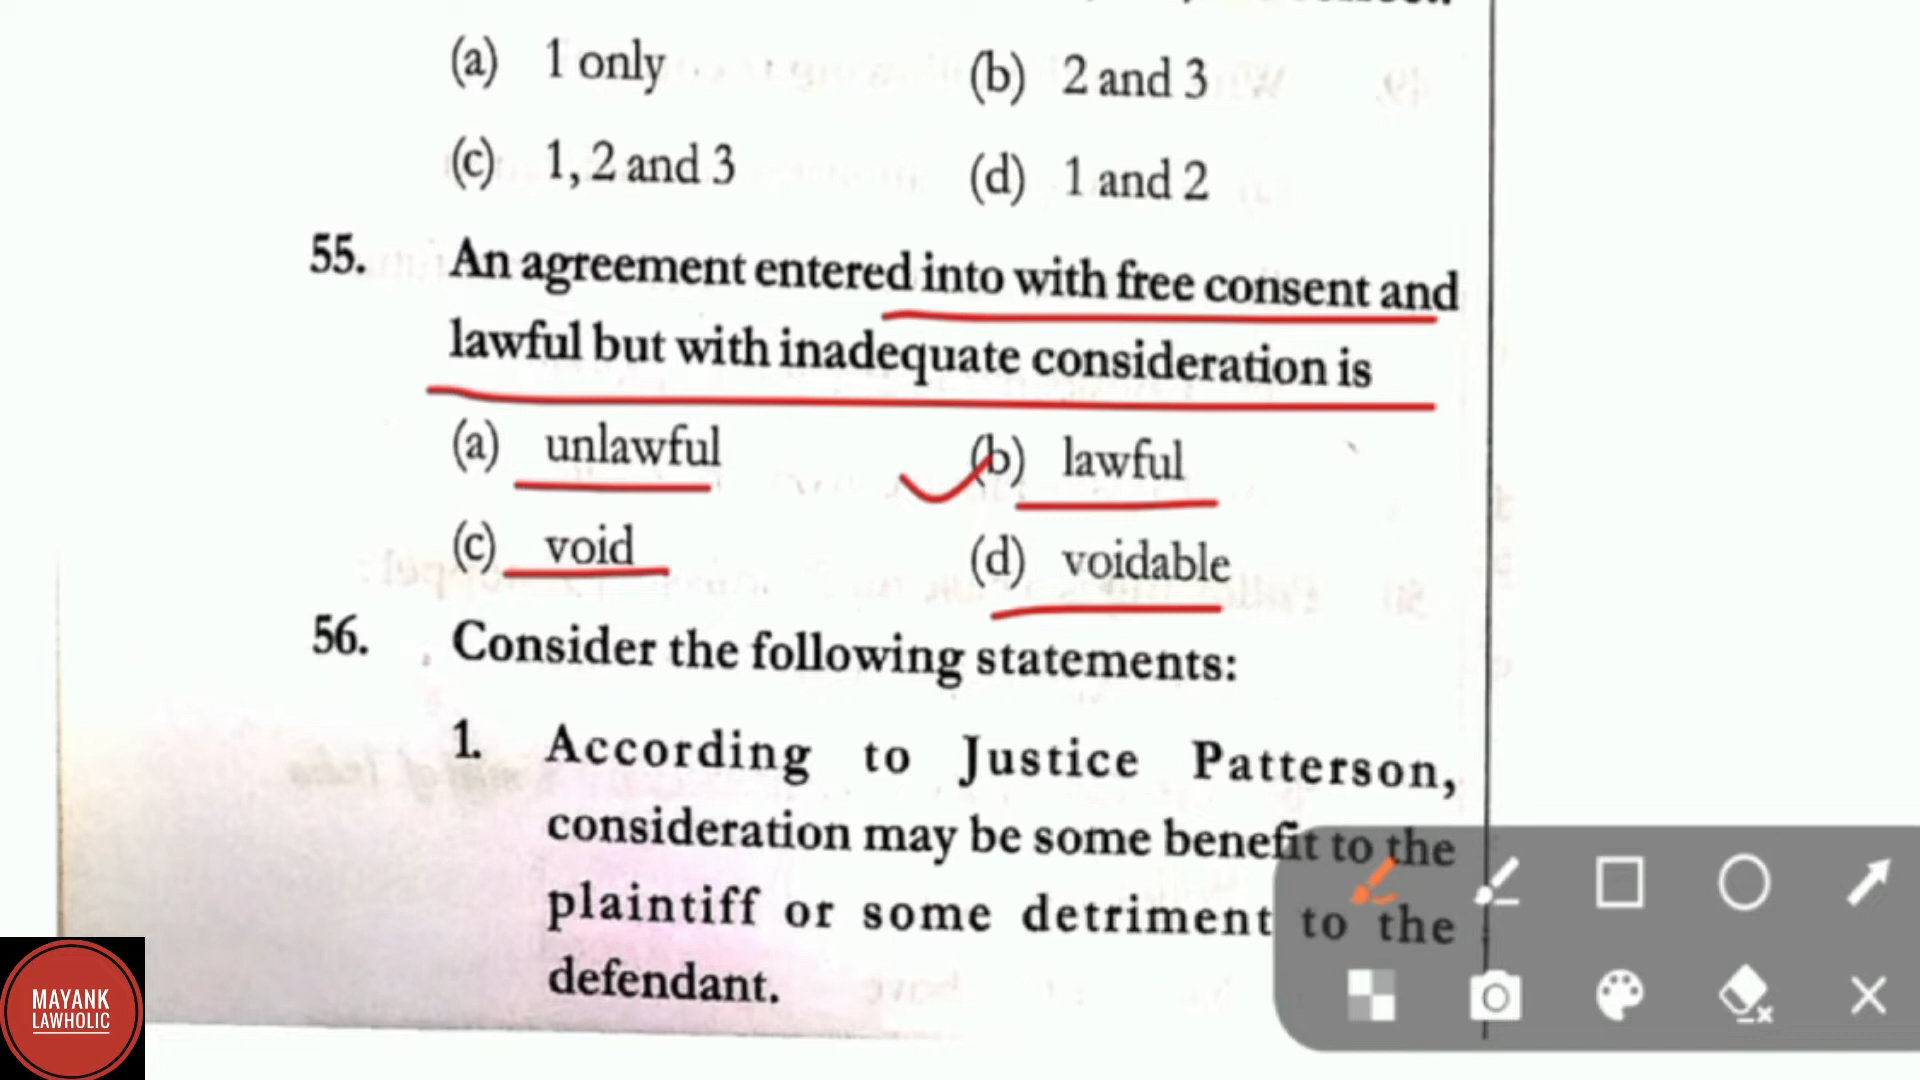 (a) 1 only (b) 2 and 3
(c) 1, 2 and 3 (d) 1 and 2
55. An agreement entered into with free consent and
lawful but with inadequate consideration is
(a) unlawful (b) lawful
(c) void (d) voidable
56. Consider the following statements:
1. According to Justice Patterson,
consideration may be some benefit to the
plaintiff or some detriment to the
defendant.
MAYANK
LAWHOLIC